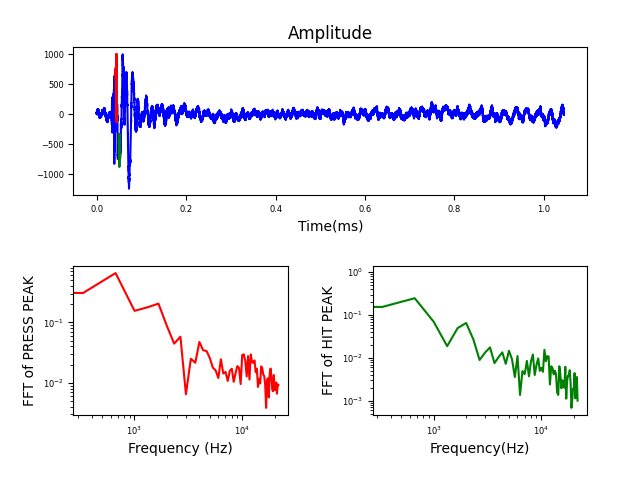 Amplitude
1000
500
0
−500
−1000
0.0 0.2 0.4 0.6 0.8 1.0
Time(ms)
FFT of PRESS PEAK
10⁻¹
10⁻²
10³ 10⁴
Frequency (Hz)
FFT of HIT PEAK
10⁰
10⁻¹
10⁻²
10⁻³
10³ 10⁴
Frequency(Hz)